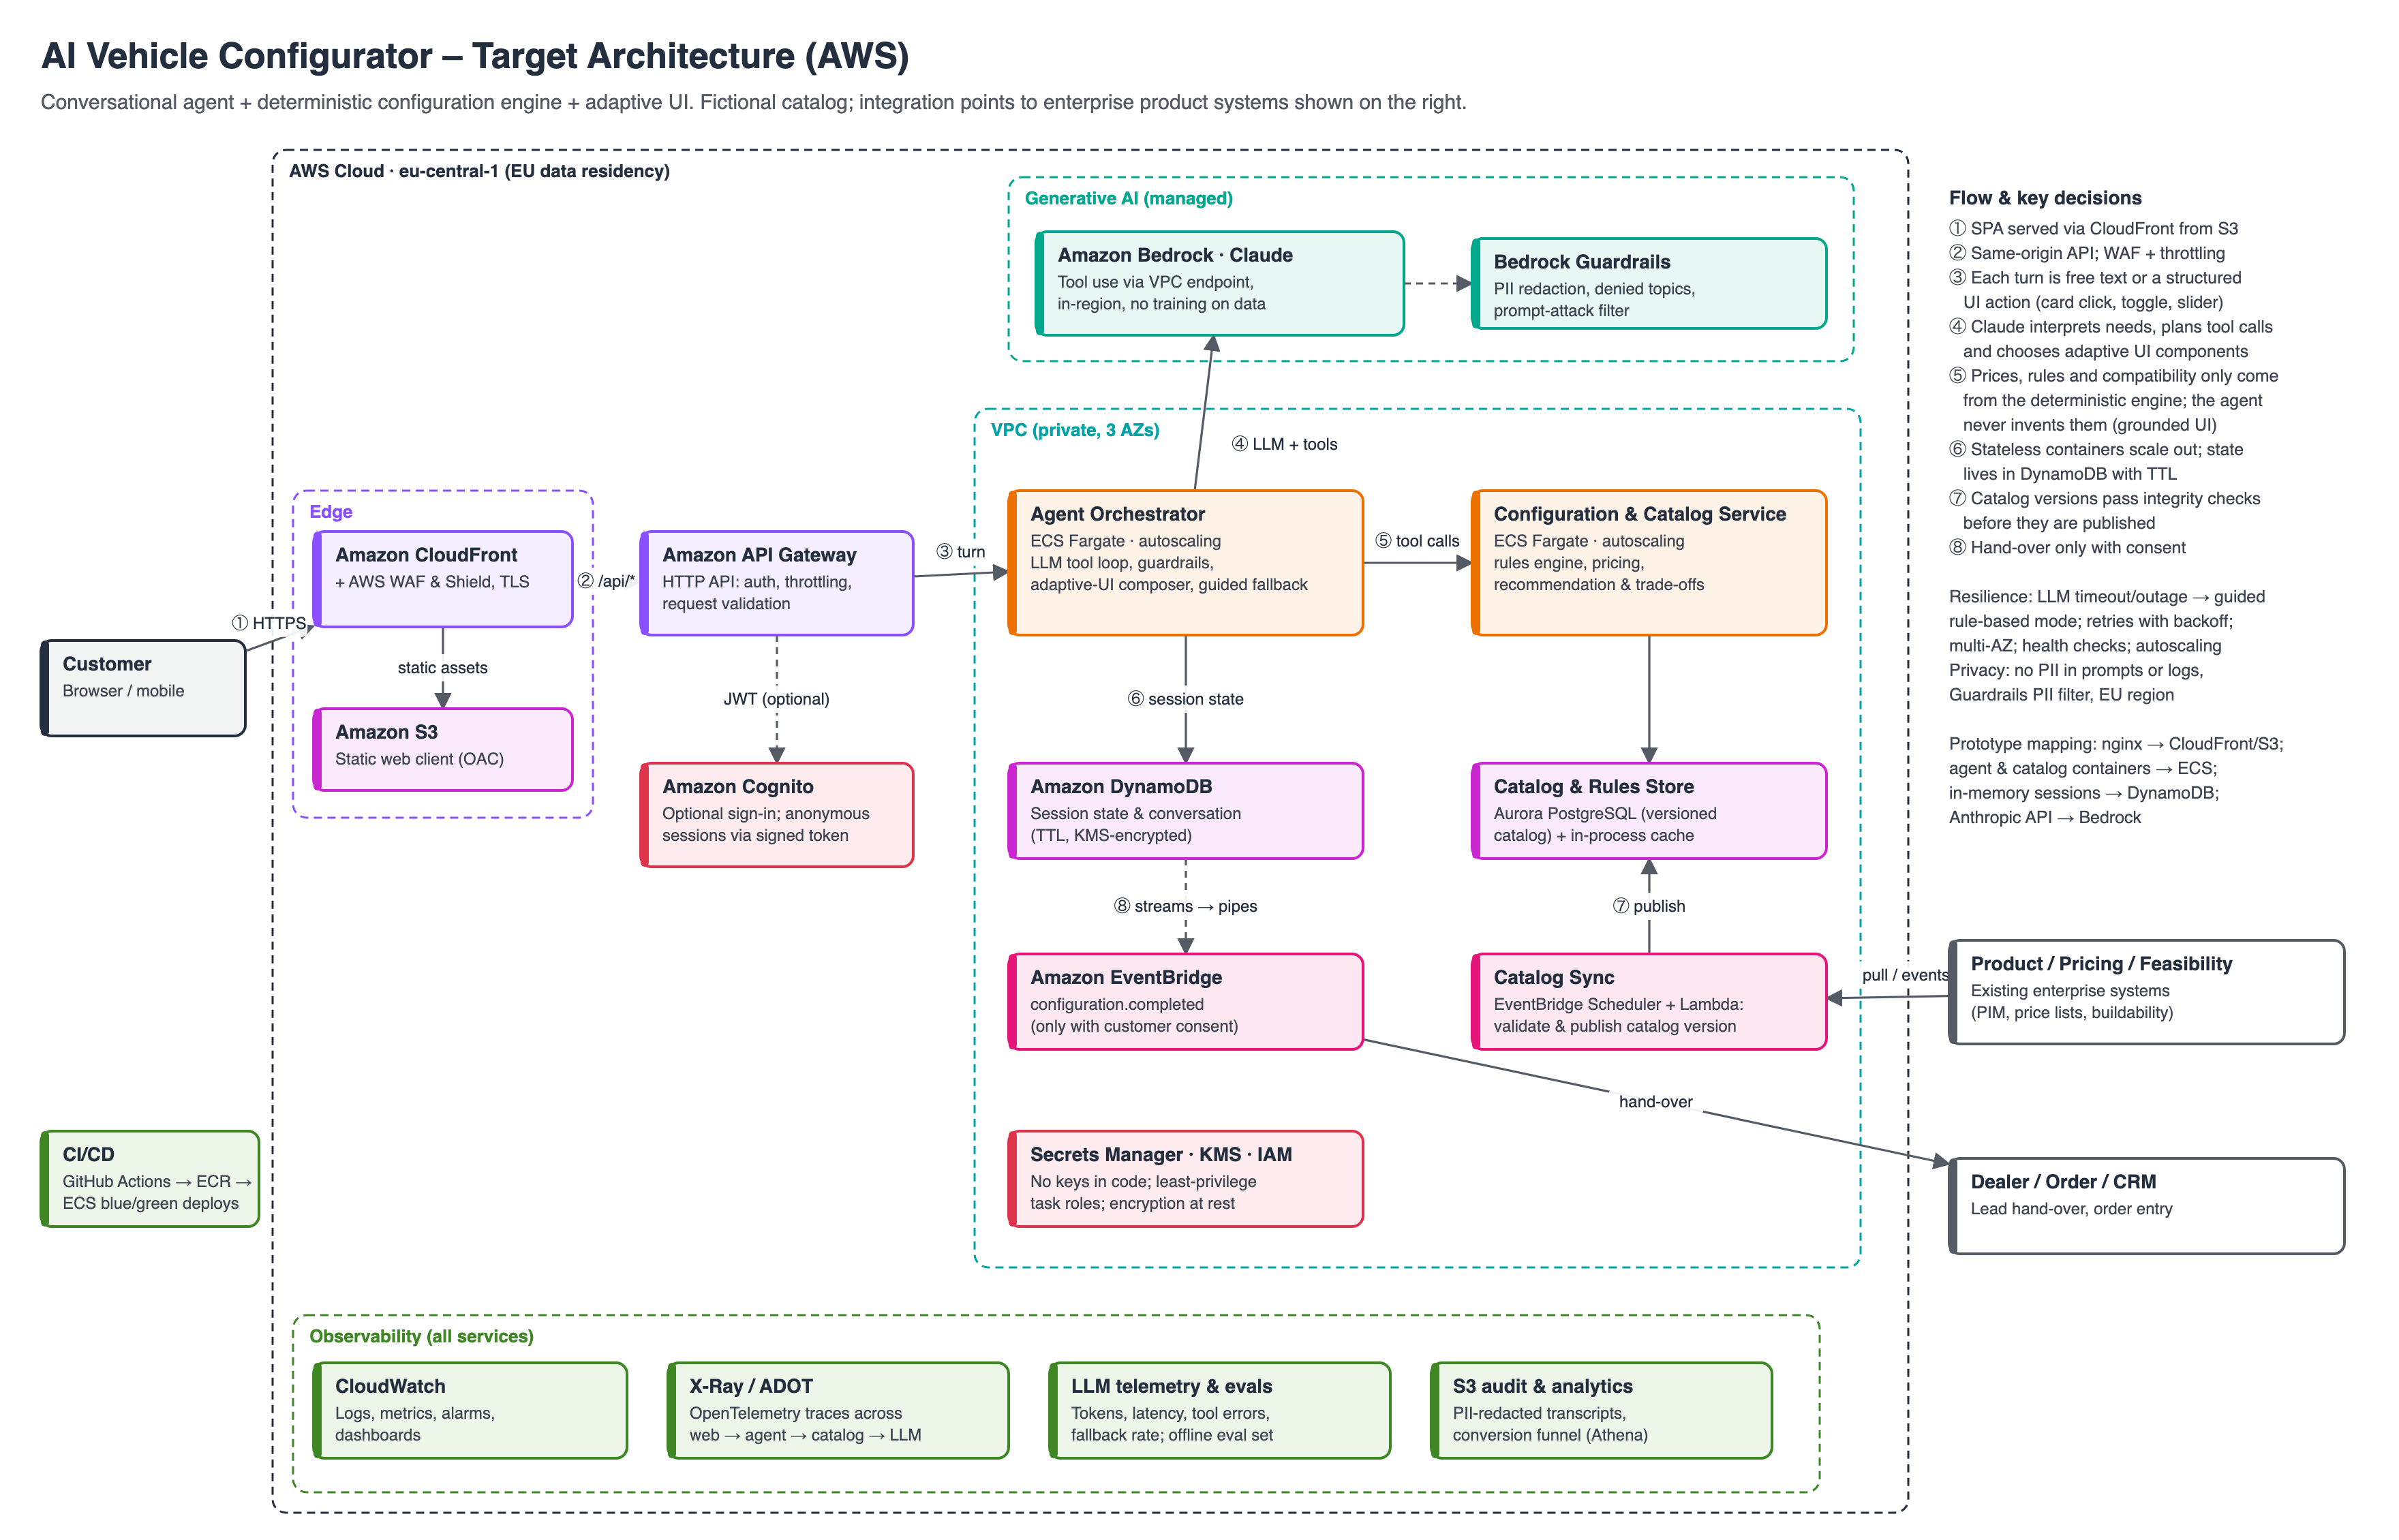 AI Vehicle Configurator – Target Architecture (AWS)
Conversational agent + deterministic configuration engine + adaptive UI. Fictional catalog; integration points to enterprise product systems shown on the right.
AWS Cloud · eu-central-1 (EU data residency)
Generative AI (managed)
Amazon Bedrock · Claude
Tool use via VPC endpoint,
in-region, no training on data
Bedrock Guardrails
PII redaction, denied topics,
prompt-attack filter
VPC (private, 3 AZs)
④ LLM + tools
Edge
Amazon CloudFront
+ AWS WAF & Shield, TLS
② /api/*
Amazon API Gateway
HTTP API: auth, throttling,
request validation
③ turn
Agent Orchestrator
ECS Fargate · autoscaling
LLM tool loop, guardrails,
adaptive-UI composer, guided fallback
⑤ tool calls
Configuration & Catalog Service
ECS Fargate · autoscaling
rules engine, pricing,
recommendation & trade-offs
① HTTPS
Customer
Browser / mobile
static assets
JWT (optional)
⑥ session state
Amazon S3
Static web client (OAC)
Amazon Cognito
Optional sign-in; anonymous
sessions via signed token
Amazon DynamoDB
Session state & conversation
(TTL, KMS-encrypted)
Catalog & Rules Store
Aurora PostgreSQL (versioned
catalog) + in-process cache
⑧ streams → pipes
⑦ publish
Amazon EventBridge
configuration.completed
(only with customer consent)
Catalog Sync
EventBridge Scheduler + Lambda:
validate & publish catalog version
pull / events
Product / Pricing / Feasibility
Existing enterprise systems
(PIM, price lists, buildability)
hand-over
Dealer / Order / CRM
Lead hand-over, order entry
CI/CD
GitHub Actions → ECR →
ECS blue/green deploys
Secrets Manager · KMS · IAM
No keys in code; least-privilege
task roles; encryption at rest
Observability (all services)
CloudWatch
Logs, metrics, alarms,
dashboards
X-Ray / ADOT
OpenTelemetry traces across
web → agent → catalog → LLM
LLM telemetry & evals
Tokens, latency, tool errors,
fallback rate; offline eval set
S3 audit & analytics
PII-redacted transcripts,
conversion funnel (Athena)
Flow & key decisions
① SPA served via CloudFront from S3
② Same-origin API; WAF + throttling
③ Each turn is free text or a structured
UI action (card click, toggle, slider)
④ Claude interprets needs, plans tool calls
and chooses adaptive UI components
⑤ Prices, rules and compatibility only come
from the deterministic engine; the agent
never invents them (grounded UI)
⑥ Stateless containers scale out; state
lives in DynamoDB with TTL
⑦ Catalog versions pass integrity checks
before they are published
⑧ Hand-over only with consent
Resilience: LLM timeout/outage → guided
rule-based mode; retries with backoff;
multi-AZ; health checks; autoscaling
Privacy: no PII in prompts or logs,
Guardrails PII filter, EU region
Prototype mapping: nginx → CloudFront/S3;
agent & catalog containers → ECS;
in-memory sessions → DynamoDB;
Anthropic API → Bedrock